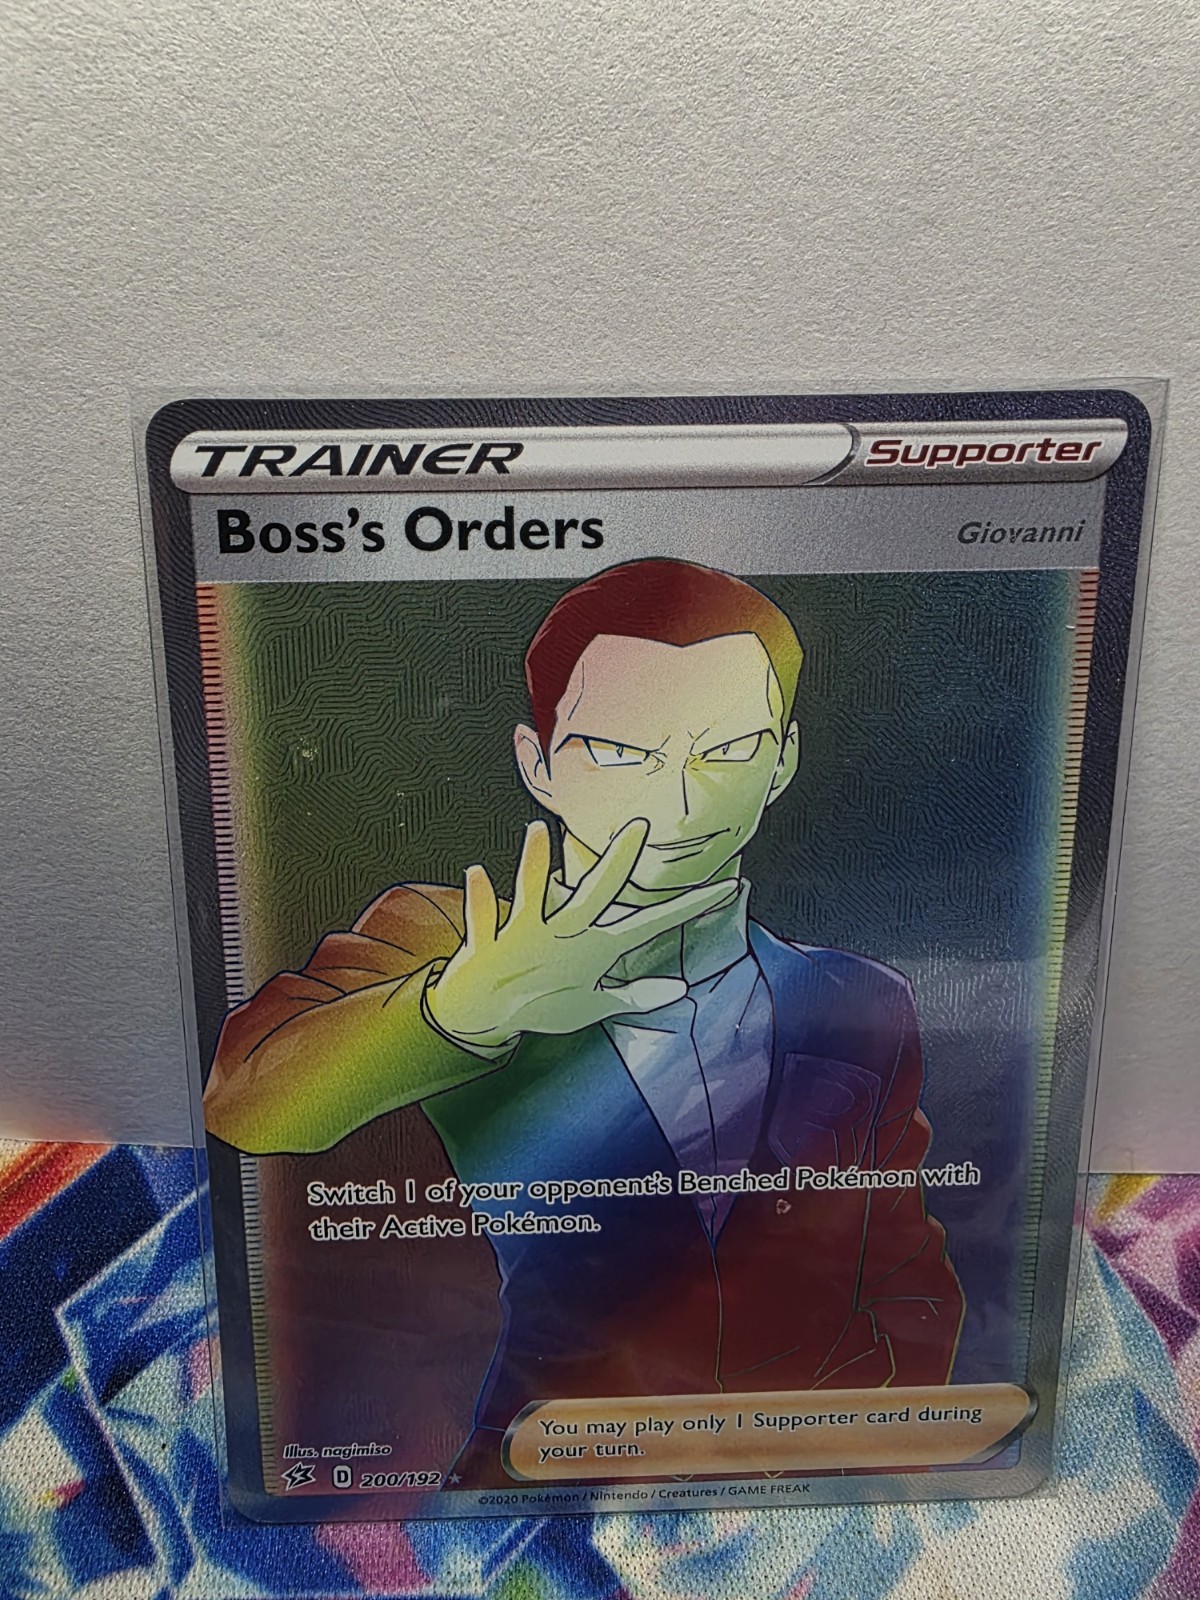 TRAINER Supporter
Boss's Orders Giovanni
Switch 1 of your opponent's Benched Pokémon with
their Active Pokémon.
You may play only 1 Supporter card during
your turn.
Illus. nagimiso
D 200/192 ★
©2020 Pokémon / Nintendo / Creatures / GAME FREAK